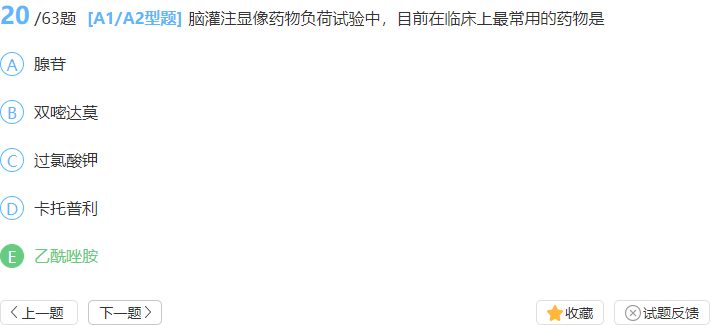 20 /63题 [A1/A2型题] 脑灌注显像药物负荷试验中，目前在临床上最常用的药物是
A 腺苷
B 双嘧达莫
C 过氯酸钾
D 卡托普利
E 乙酰唑胺
上一题 下一题 收藏 试题反馈